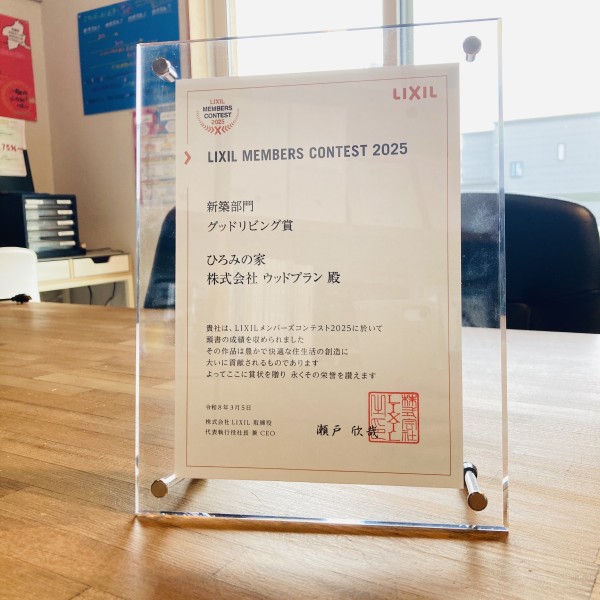 LIXIL
MEMBERS
CONTEST
2025
LIXIL
LIXIL MEMBERS CONTEST 2025
新築部門
グッドリビング賞
ひろみの家
株式会社 ウッドプラン 殿
貴社は、LIXILメンバーズコンテスト2025に於いて
頭書の成績を収められました
その作品は豊かで快適な住生活の創造に
大いに貢献されるものであります
よってここに賞状を贈り 永くその栄誉を讃えます
令和8年3月5日
株式会社 LIXIL 取締役
代表執行役社長 兼 CEO
瀬戸 欣哉